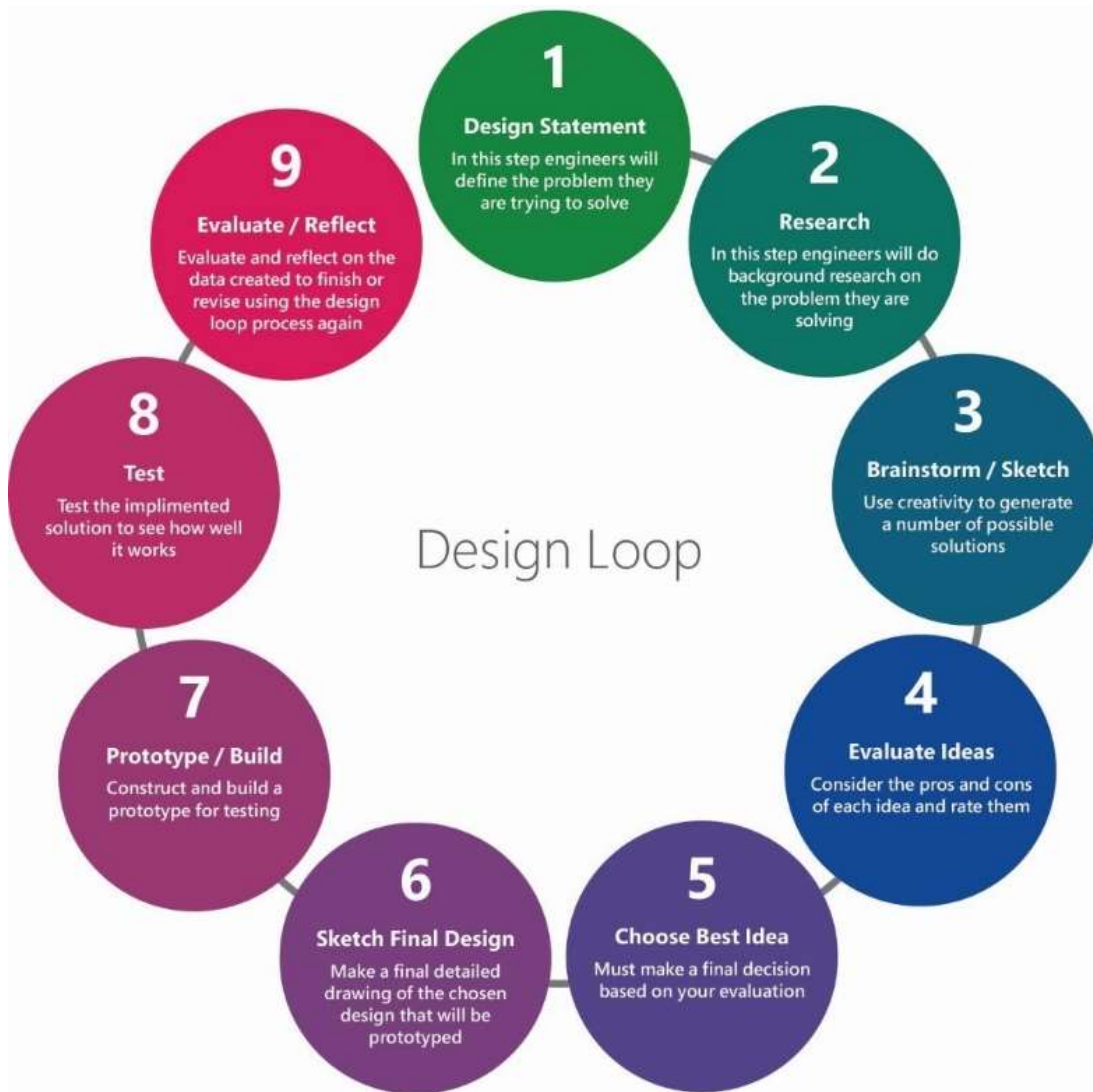 1
Design Statement
In this step engineers will
define the problem they
are trying to solve
2
Research
In this step engineers will do
background research on
the problem they are
solving
3
Brainstorm / Sketch
Use creativity to generate
a number of possible
solutions
4
Evaluate Ideas
Consider the pros and cons
of each idea and rate them
5
Choose Best Idea
Must make a final decision
based on your evaluation
6
Sketch Final Design
Make a final detailed
drawing of the chosen
design that will be
prototyped
7
Prototype / Build
Construct and build a
prototype for testing
8
Test
Test the implimented
solution to see how well
it works
9
Evaluate / Reflect
Evaluate and reflect on the
data created to finish or
revise using the design
loop process again
Design Loop